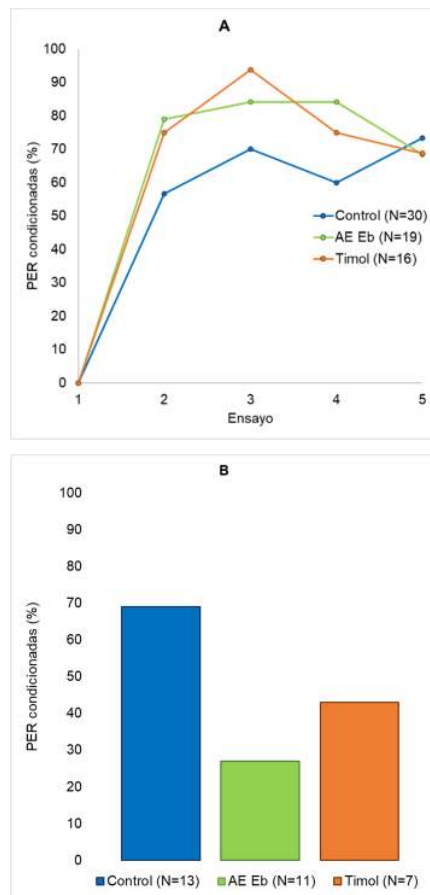 A
PER condicionadas (%)
100
90
80
70
60
50
40
30
20
10
0
Control (N=30)
AE Eb (N=19)
Timol (N=16)
1 2 3 4 5
Ensayo
B
PER condicionadas (%)
100
90
80
70
60
50
40
30
20
10
0
Control (N=13) AE Eb (N=11) Timol (N=7)